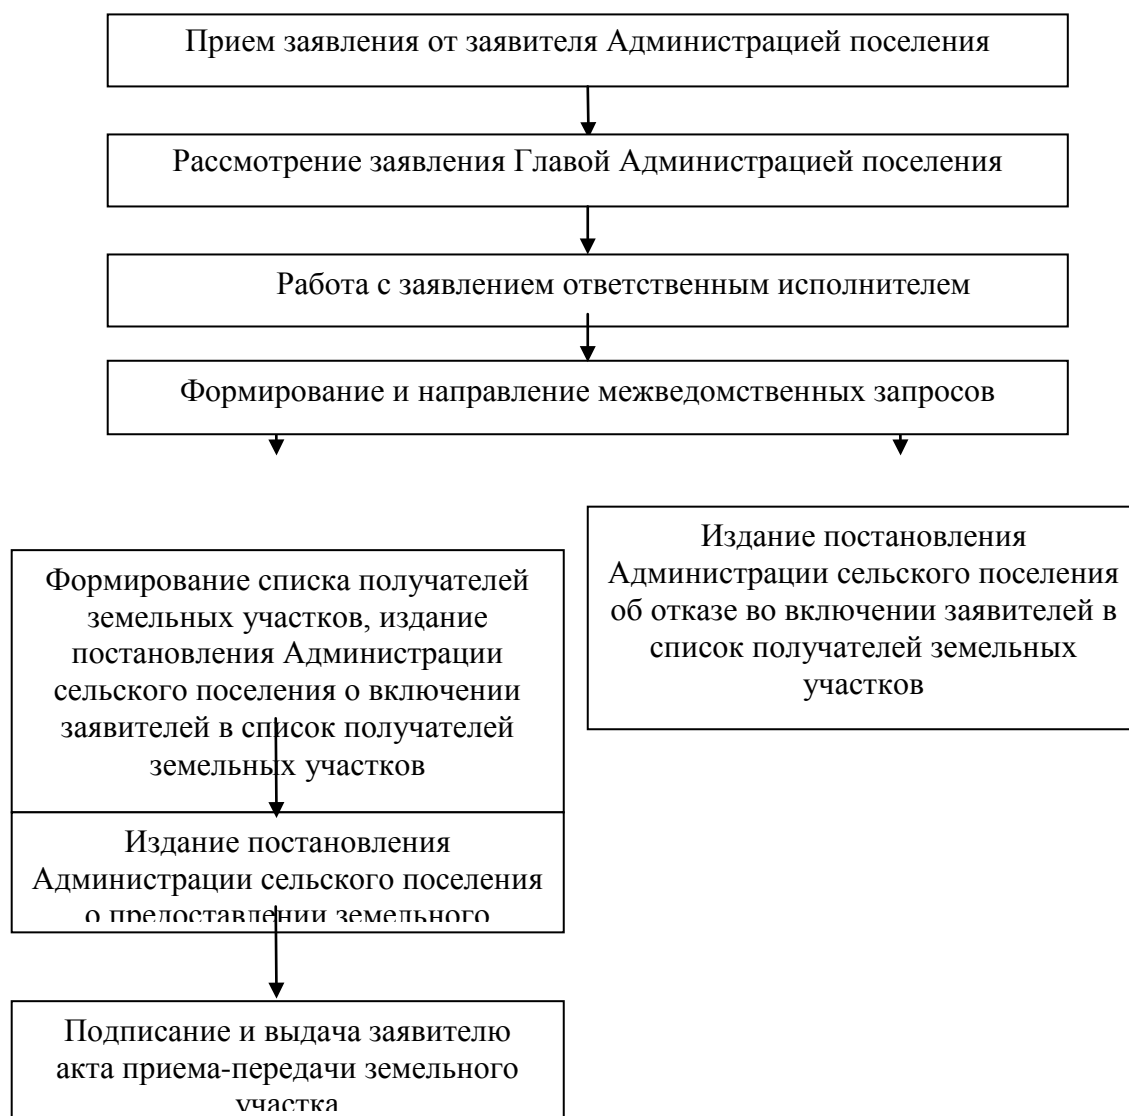 Прием заявления от заявителя Администрацией поселения
Рассмотрение заявления Главой Администрацией поселения
Работа с заявлением ответственным исполнителем
Формирование и направление межведомственных запросов
Формирование списка получателей
земельных участков, издание
постановления Администрации
сельского поселения о включении
заявителей в список получателей
земельных участков
Издание постановления
Администрации сельского поселения
об отказе во включении заявителей в
список получателей земельных
участков
Издание постановления
Администрации сельского поселения
о предоставлении земельного
Подписание и выдача заявителю
акта приема-передачи земельного
участка